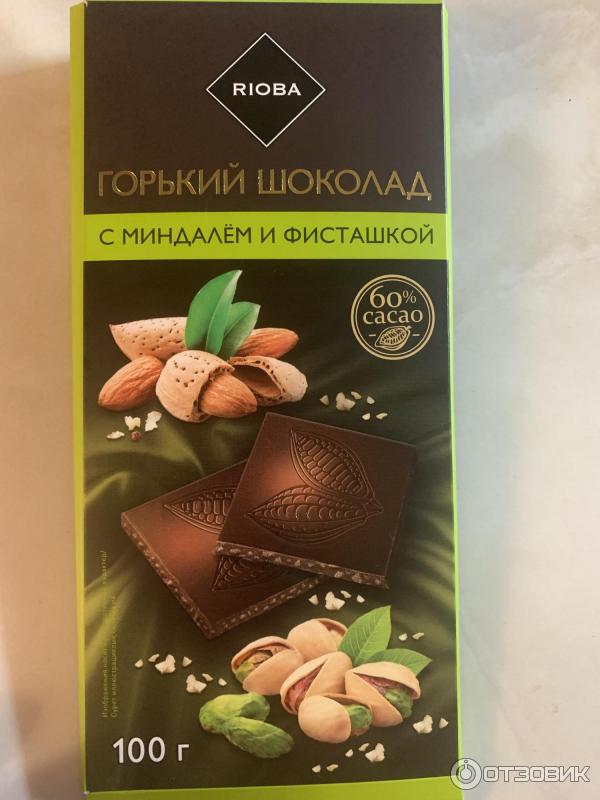 RIOBA
ГОРЬКИЙ ШОКОЛАД
С МИНДАЛЁМ И ФИСТАШКОЙ
60%
cacao
100 г
ОТЗОВИК